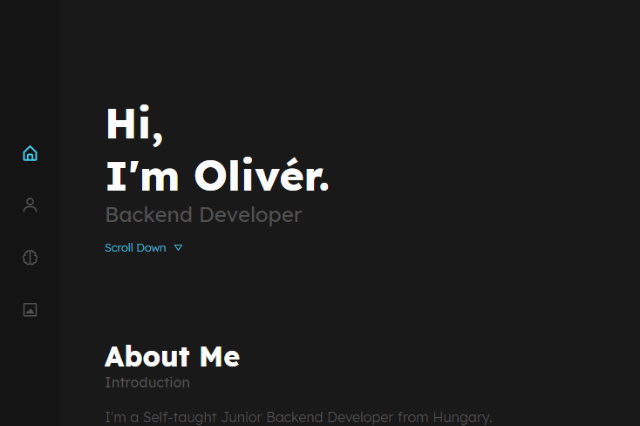 Hi,
I'm Olivér.
Backend Developer
Scroll Down
About Me
Introduction
I'm a Self-taught Junior Backend Developer from Hungary.